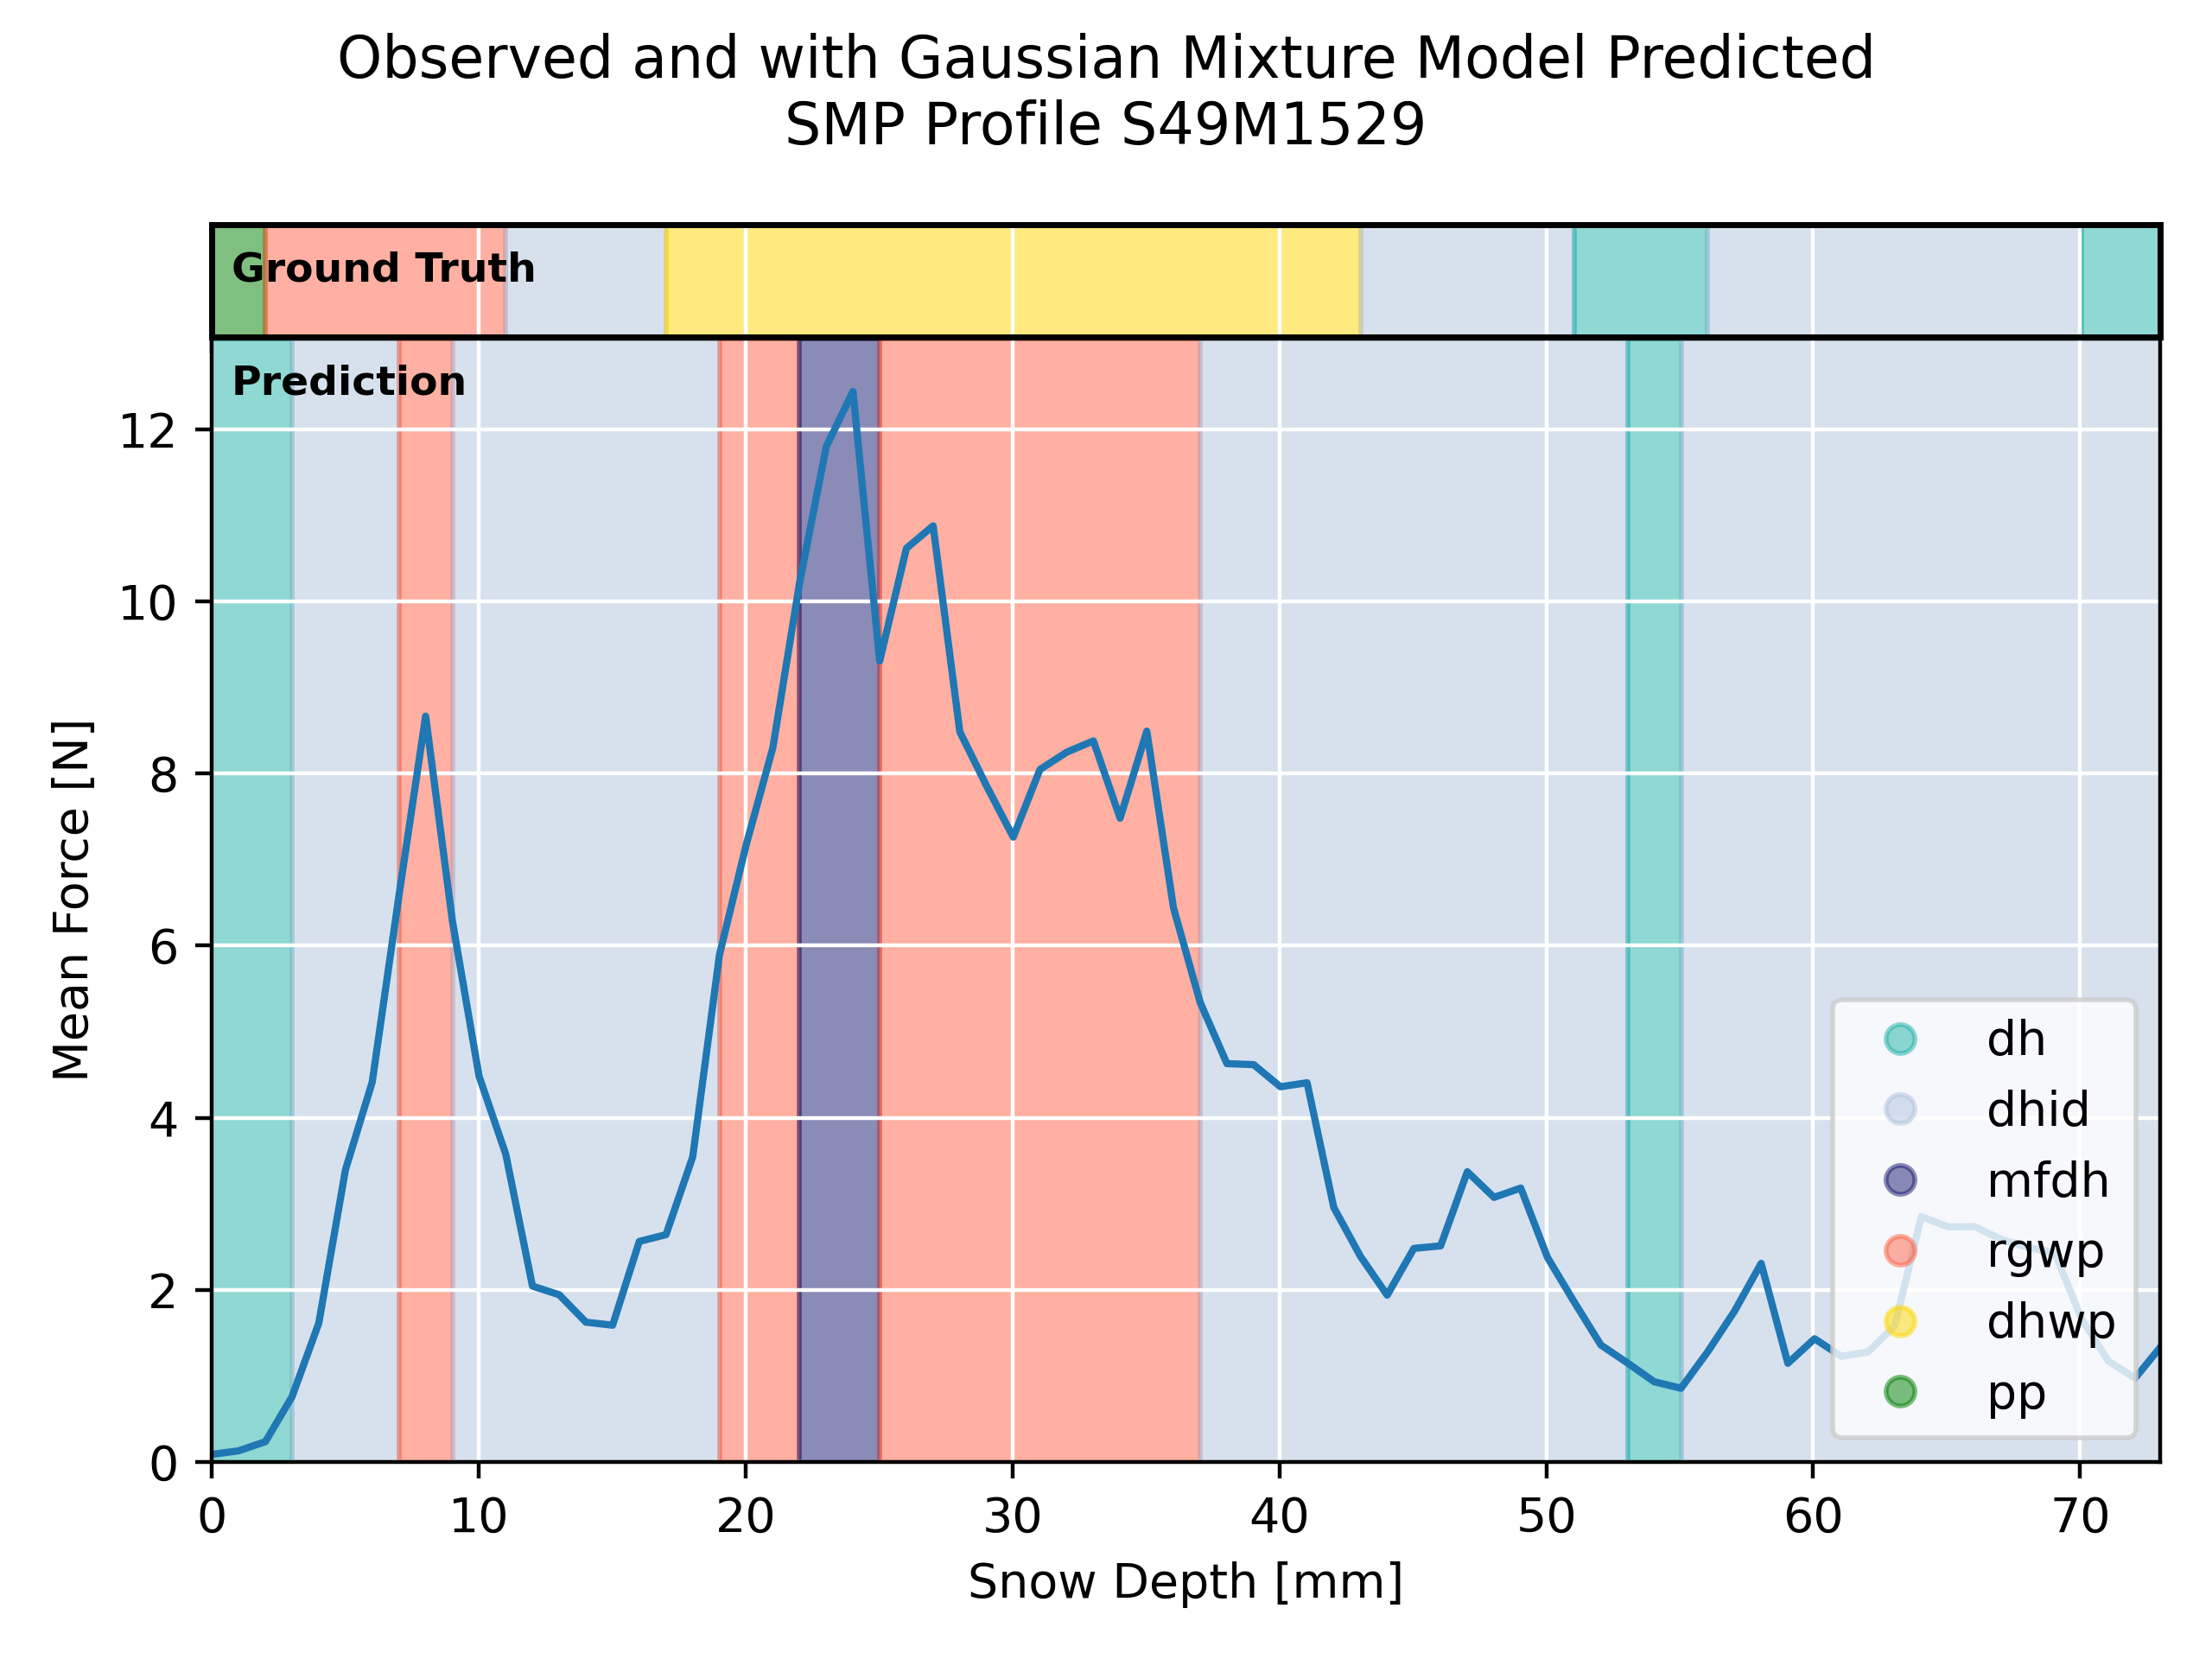 Observed and with Gaussian Mixture Model Predicted
SMP Profile S49M1529
Ground Truth
Prediction
12
10
8
6
4
2
0
Mean Force [N]
dh
dhid
mfdh
rgwp
dhwp
pp
0 10 20 30 40 50 60 70
Snow Depth [mm]